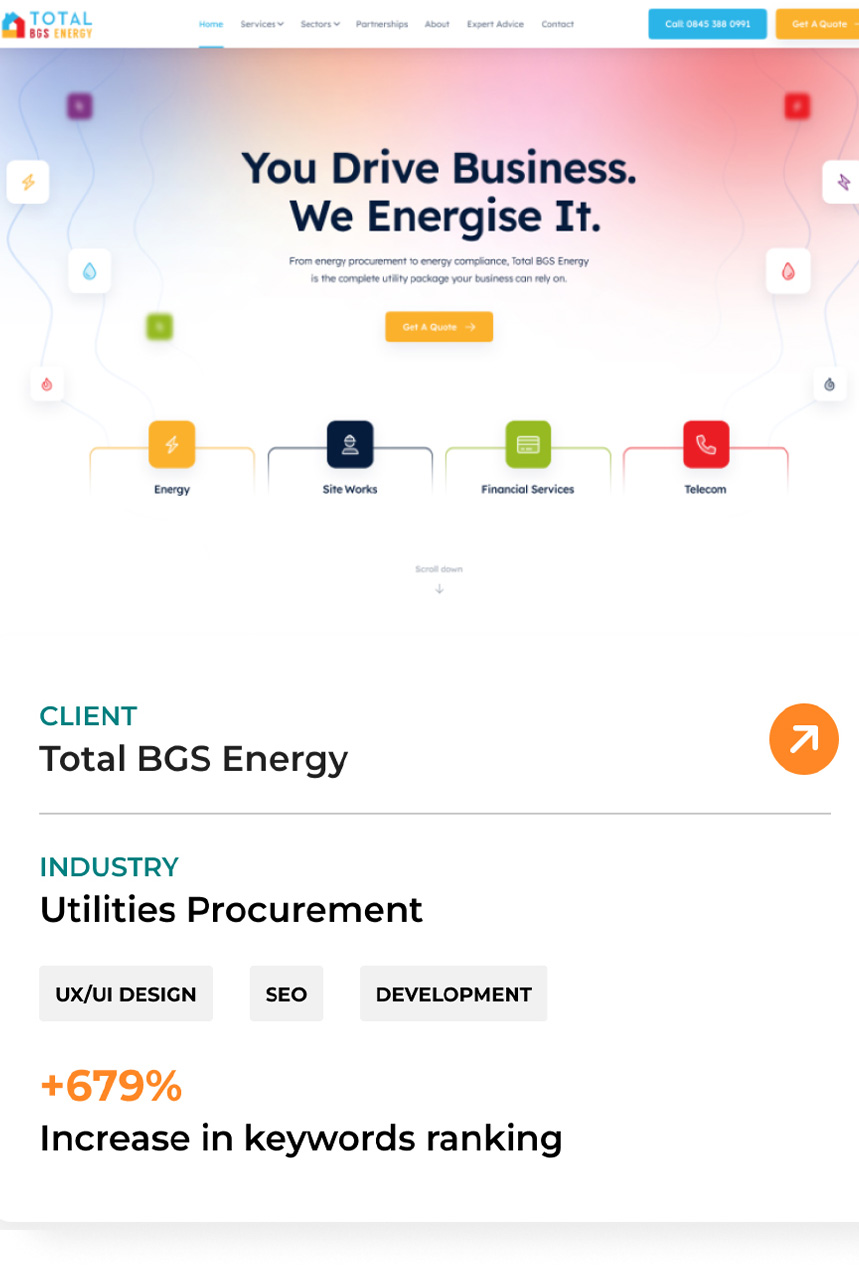 TOTAL
BGS ENERGY
Home Services Sectors Partnerships About Expert Advice Contact
Call: 0845 388 0991
Get A Quote
You Drive Business.
We Energise It.
From energy procurement to energy compliance, Total BGS Energy
is the complete utility package your business can rely on.
Get A Quote
Energy
Site Works
Financial Services
Telecom
Scroll down
CLIENT
Total BGS Energy
INDUSTRY
Utilities Procurement
UX/UI DESIGN
SEO
DEVELOPMENT
+679%
Increase in keywords ranking